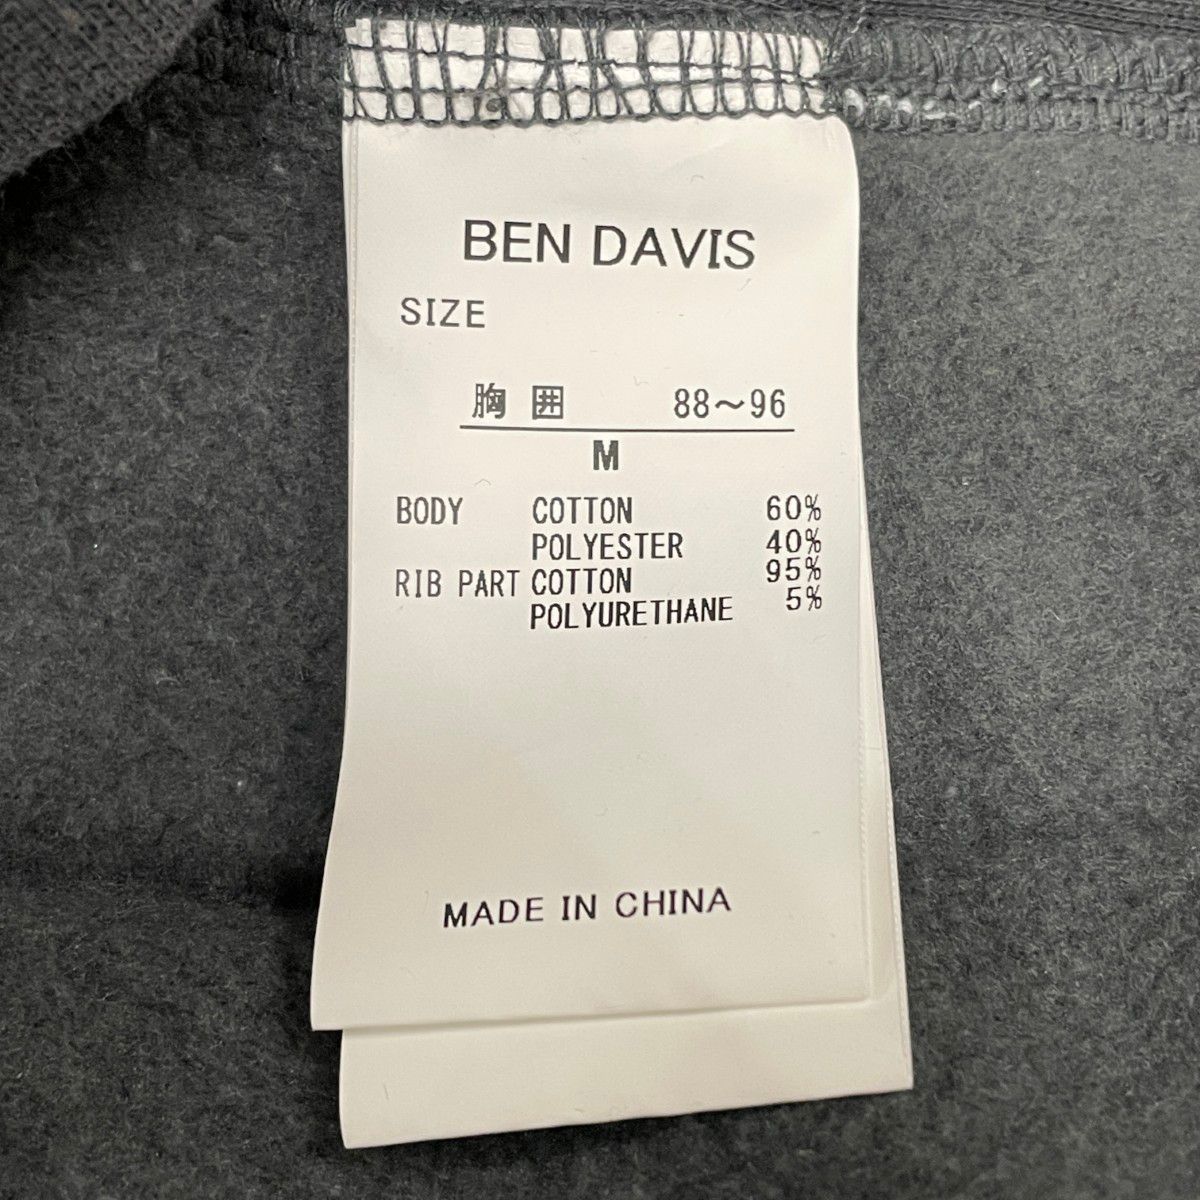 BEN DAVIS
SIZE
胸囲 88～96
M
BODY COTTON 60%
POLYESTER 40%
RIB PART COTTON 95%
POLYURETHANE 5%
MADE IN CHINA